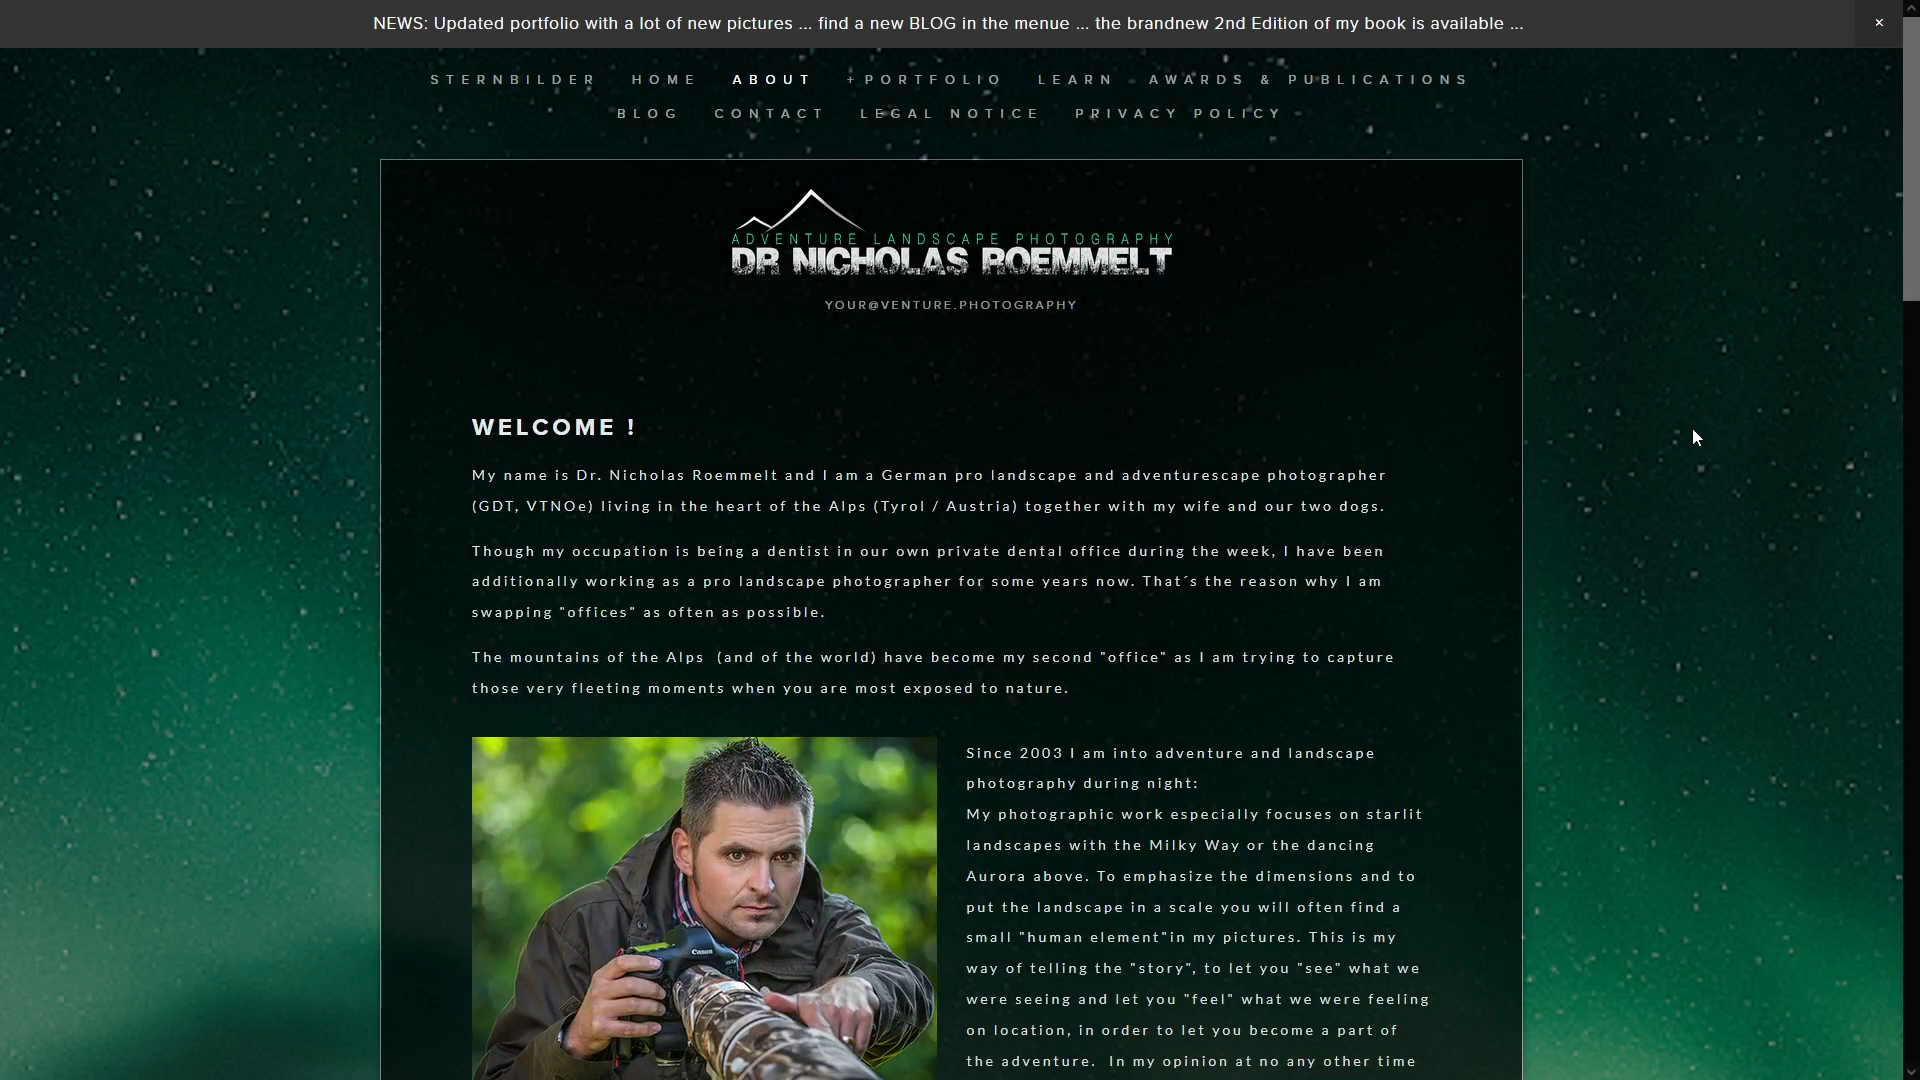 NEWS: Updated portfolio with a lot of new pictures ... find a new BLOG in the menue ... the brandnew 2nd Edition of my book is available ...
×
STERNBILDER HOME ABOUT + PORTFOLIO LEARN AWARDS & PUBLICATIONS
BLOG CONTACT LEGAL NOTICE PRIVACY POLICY
ADVENTURE LANDSCAPE PHOTOGRAPHY
DR NICHOLAS ROEMMELT
YOUR@VENTURE.PHOTOGRAPHY
WELCOME !
My name is Dr. Nicholas Roemmelt and I am a German pro landscape and adventurescape photographer
(GDT, VTNOe) living in the heart of the Alps (Tyrol / Austria) together with my wife and our two dogs.
Though my occupation is being a dentist in our own private dental office during the week, I have been
additionally working as a pro landscape photographer for some years now. That´s the reason why I am
swapping "offices" as often as possible.
The mountains of the Alps  (and of the world) have become my second "office" as I am trying to capture
those very fleeting moments when you are most exposed to nature.
Since 2003 I am into adventure and landscape
photography during night:
My photographic work especially focuses on starlit
landscapes with the Milky Way or the dancing
Aurora above. To emphasize the dimensions and to
put the landscape in a scale you will often find a
small "human element"in my pictures. This is my
way of telling the "story", to let you "see" what we
were seeing and let you "feel" what we were feeling
on location, in order to let you become a part of
the adventure.  In my opinion at no any other time
Canon